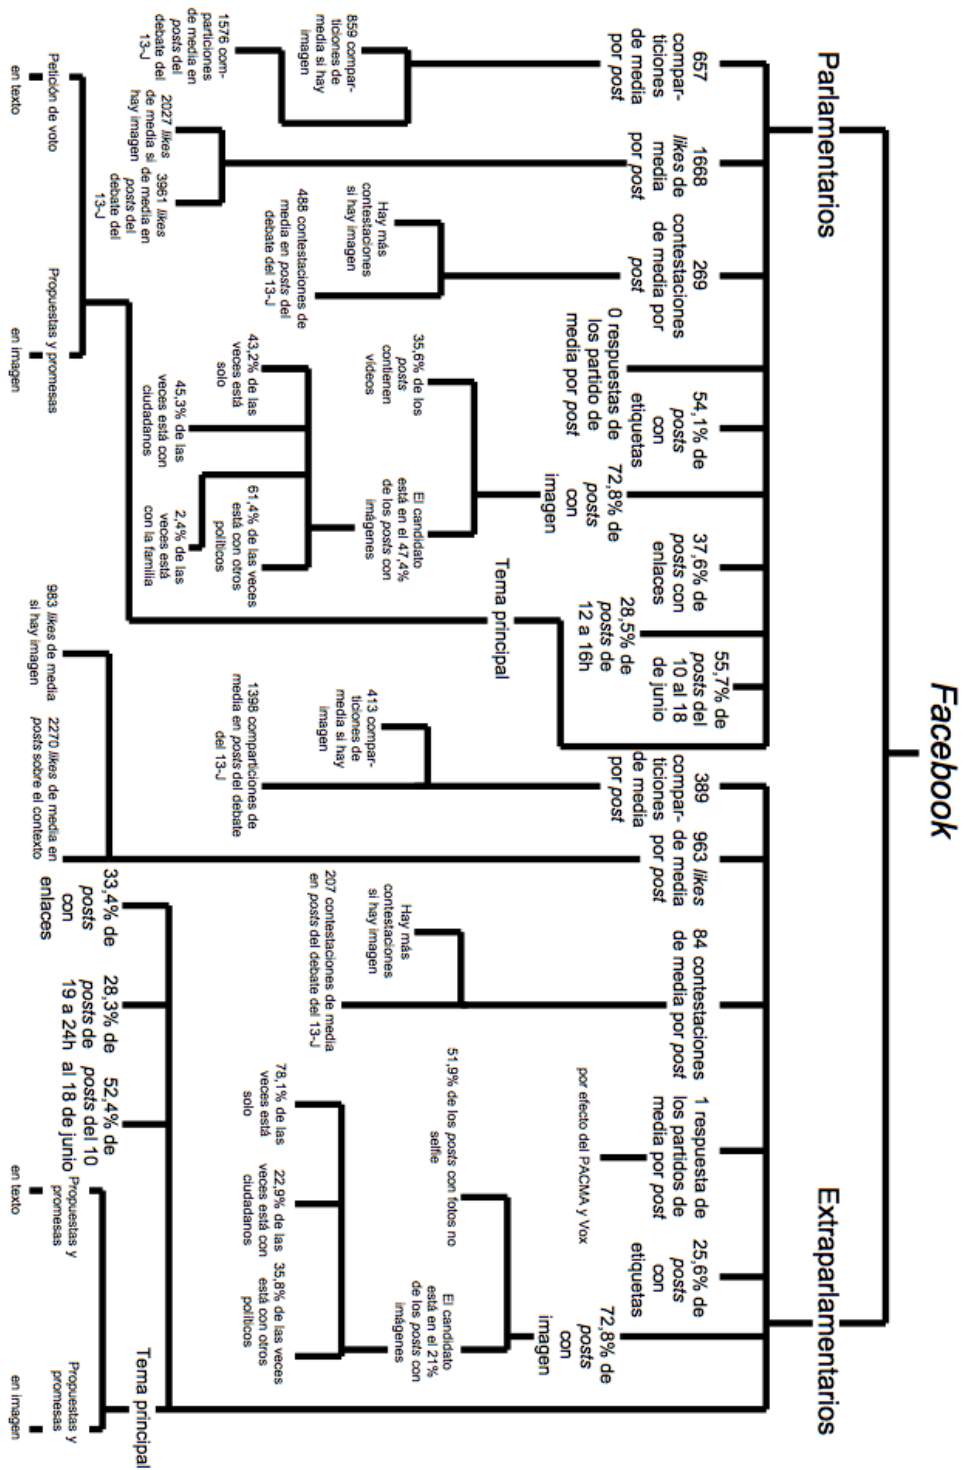 Facebook
Parlamentarios
657
compar-
ticiones
de media
por post
859 compar-
ticiones de
media si hay
imagen
1576 com-
particiones
de media en
posts del
debate del
13-J
1668
likes de
media
por post
2027 likes
de media si
hay imagen
3961 likes
de media en
posts del
debate del
13-J
269
contestaciones
de media por
post
Hay más
contestaciones
si hay imagen
488 contestaciones de
media en posts del
debate del 13-J
0 respuestas de
los partido de
media por post
54,1% de
posts
con
etiquetas
72,8% de
posts
con
imagen
35,6% de los
posts
contienen
vídeos
El candidato
está en el 47,4%
de los posts con
imágenes
43,2% de las
veces está
solo
45,3% de las
veces está con
ciudadanos
2,4% de las
veces está
con la familia
61,4% de las veces
está con otros
políticos
37,6% de
posts con
enlaces
28,5% de
posts de
12 a 16h
55,7% de
posts del
10 al 18
de junio
Tema principal
Petición de voto
en texto
Propuestas y promesas
en imagen
Extraparlamentarios
389
compar-
ticiones
de media
por post
413 compar-
ticiones de
media si hay
imagen
1398 comparticiones de
media en posts del debate
del 13-J
963 likes
de media
por post
983 likes de media
si hay imagen
2270 likes de media en
posts sobre el contexto
84 contestaciones
de media por post
Hay más
contestaciones
si hay imagen
207 contestaciones de media
en posts del debate del 13-J
1 respuesta de
los partidos de
media por post
por efecto del PACMA y Vox
25,6% de
posts
con
etiquetas
72,8% de
posts
con
imagen
51,9% de los posts con fotos no
selfie
El candidato
está en el 21%
de los posts con
imágenes
78,1% de las
veces está
solo
22,9% de las
veces está con
ciudadanos
35,8% de las veces
está con otros
políticos
33,4% de
posts
con
enlaces
28,3% de
posts de
19 a 24h
52,4% de
posts del 10
al 18 de junio
Tema principal
Propuestas y
promesas
en texto
Propuestas y
promesas
en imagen